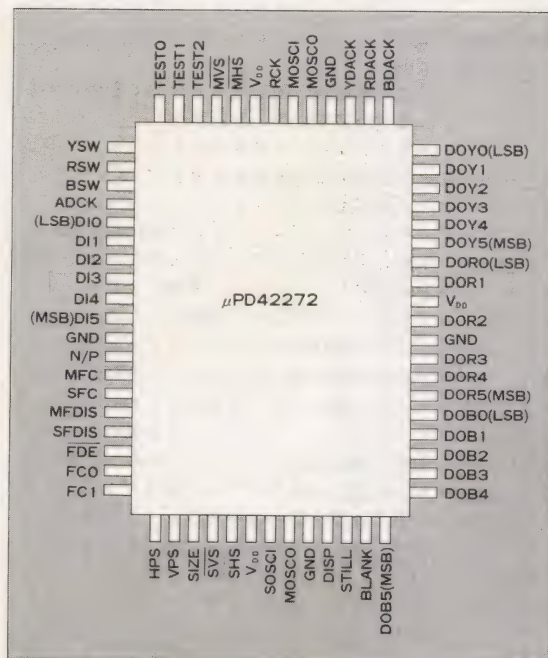 TEST0
TEST1
TEST2
MVS
MHS
VDD
RCK
MOSCI
MOSCO
GND
YDACK
RDACK
BDACK
YSW
RSW
BSW
ADCK
(LSB)DI0
DI1
DI2
DI3
DI4
(MSB)DI5
GND
N/P
MFC
SFC
MFDIS
SFDIS
FDE
FC0
FC1
μPD42272
DOY0(LSB)
DOY1
DOY2
DOY3
DOY4
DOY5(MSB)
DOR0(LSB)
DOR1
VDD
DOR2
GND
DOR3
DOR4
DOR5(MSB)
DOB0(LSB)
DOB1
DOB2
DOB3
DOB4
HPS
VPS
SIZE
SVS
SHS
VDD
SOSCI
MOSCO
GND
DISP
STILL
BLANK
DOB5(MSB)